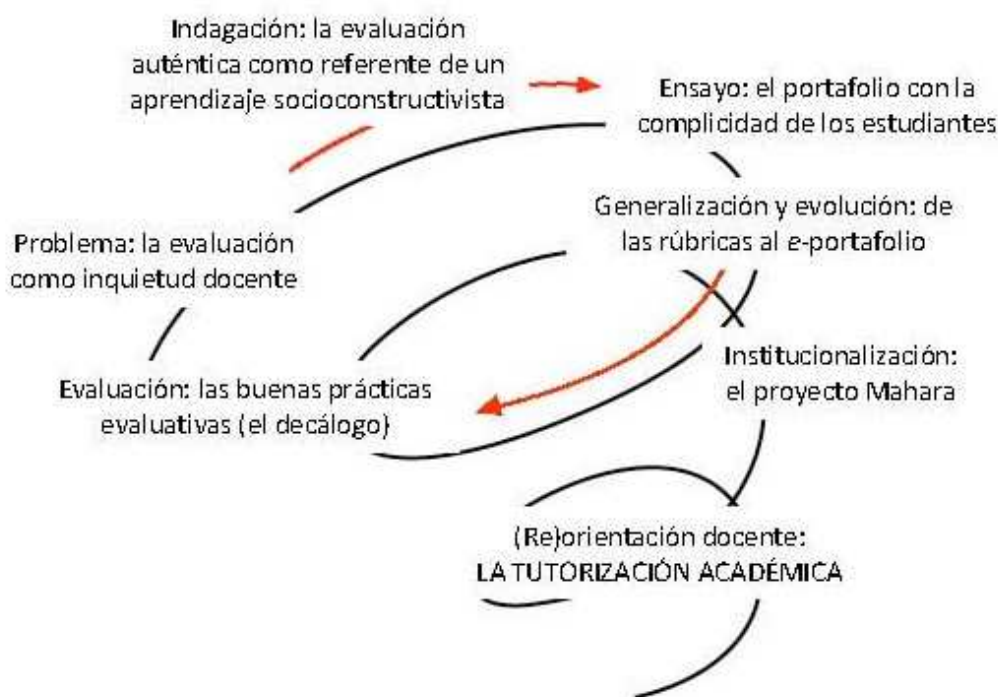 Indagación: la evaluación
auténtica como referente de un
aprendizaje socioconstructivista
Ensayo: el portafolio con la
complicidad de los estudiantes
Generalización y evolución: de
las rúbricas al e-portafolio
Problema: la evaluación
como inquietud docente
Institucionalización:
el proyecto Mahara
Evaluación: las buenas prácticas
evaluativas (el decálogo)
(Re)orientación docente:
LA TUTORIZACIÓN ACADÉMICA